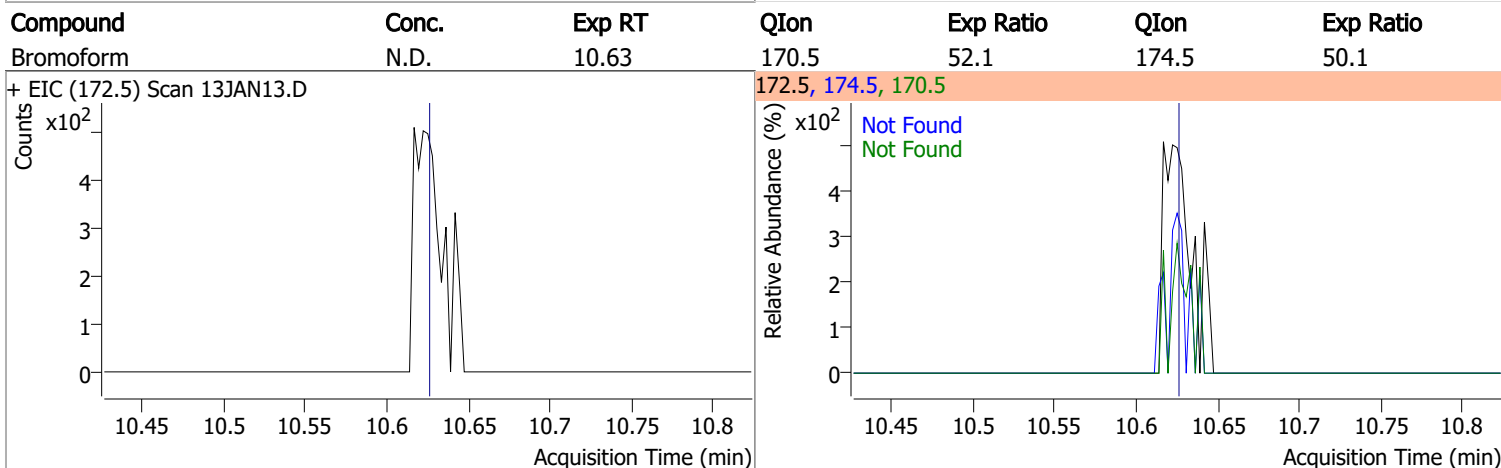 Compound Conc. Exp RT QIon Exp Ratio QIon Exp Ratio
Bromoform N.D. 10.63 170.5 52.1 174.5 50.1
+ EIC (172.5) Scan 13JAN13.D
Counts
x10²
4
3
2
1
0
10.45 10.5 10.55 10.6 10.65 10.7 10.75 10.8
Acquisition Time (min)
172.5, 174.5, 170.5
Relative Abundance (%)
x10²
Not Found
Not Found
4
3
2
1
0
10.45 10.5 10.55 10.6 10.65 10.7 10.75 10.8
Acquisition Time (min)